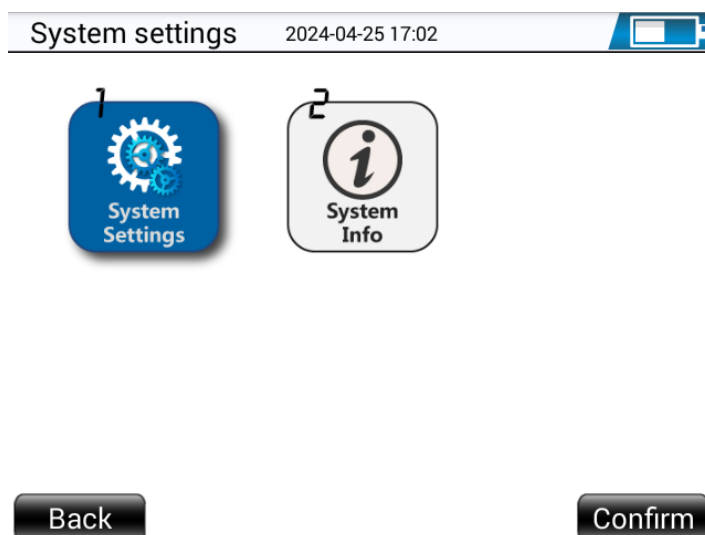 System settings 2024-04-25 17:02
1 2
System System
Settings Info
Back Confirm